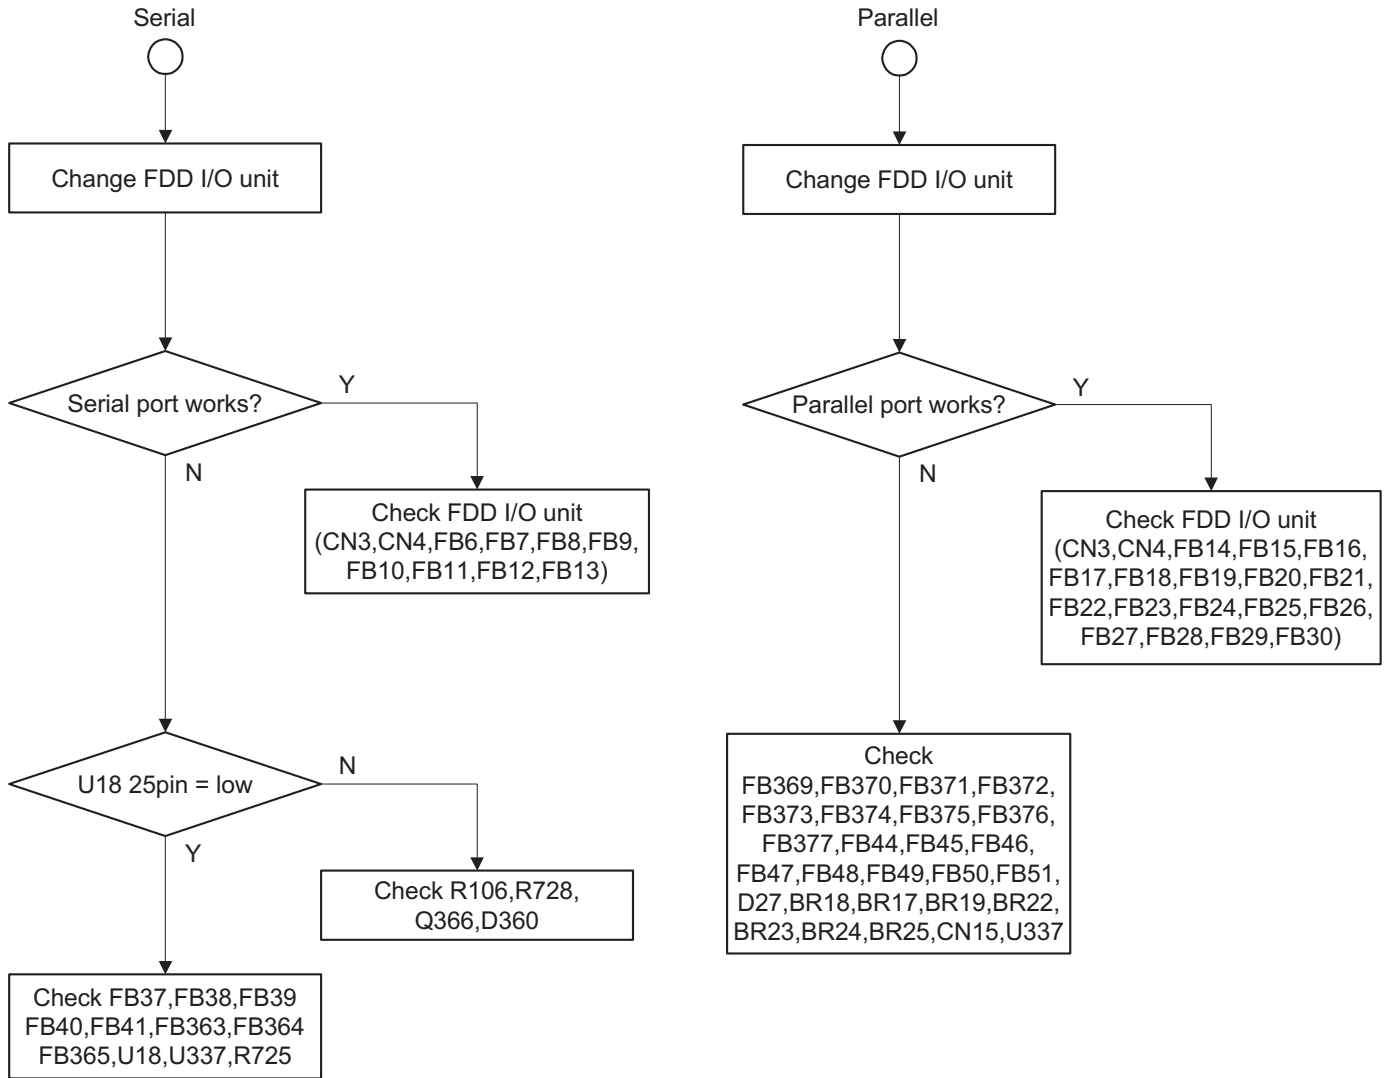 Serial
Change FDD I/O unit
Serial port works?
Y
N
Check FDD I/O unit
(CN3,CN4,FB6,FB7,FB8,FB9,
FB10,FB11,FB12,FB13)
U18 25pin = low
N
Y
Check R106,R728,
Q366,D360
Check FB37,FB38,FB39
FB40,FB41,FB363,FB364
FB365,U18,U337,R725
Parallel
Change FDD I/O unit
Parallel port works?
Y
N
Check FDD I/O unit
(CN3,CN4,FB14,FB15,FB16,
FB17,FB18,FB19,FB20,FB21,
FB22,FB23,FB24,FB25,FB26,
FB27,FB28,FB29,FB30)
Check
FB369,FB370,FB371,FB372,
FB373,FB374,FB375,FB376,
FB377,FB44,FB45,FB46,
FB47,FB48,FB49,FB50,FB51,
D27,BR18,BR17,BR19,BR22,
BR23,BR24,BR25,CN15,U337